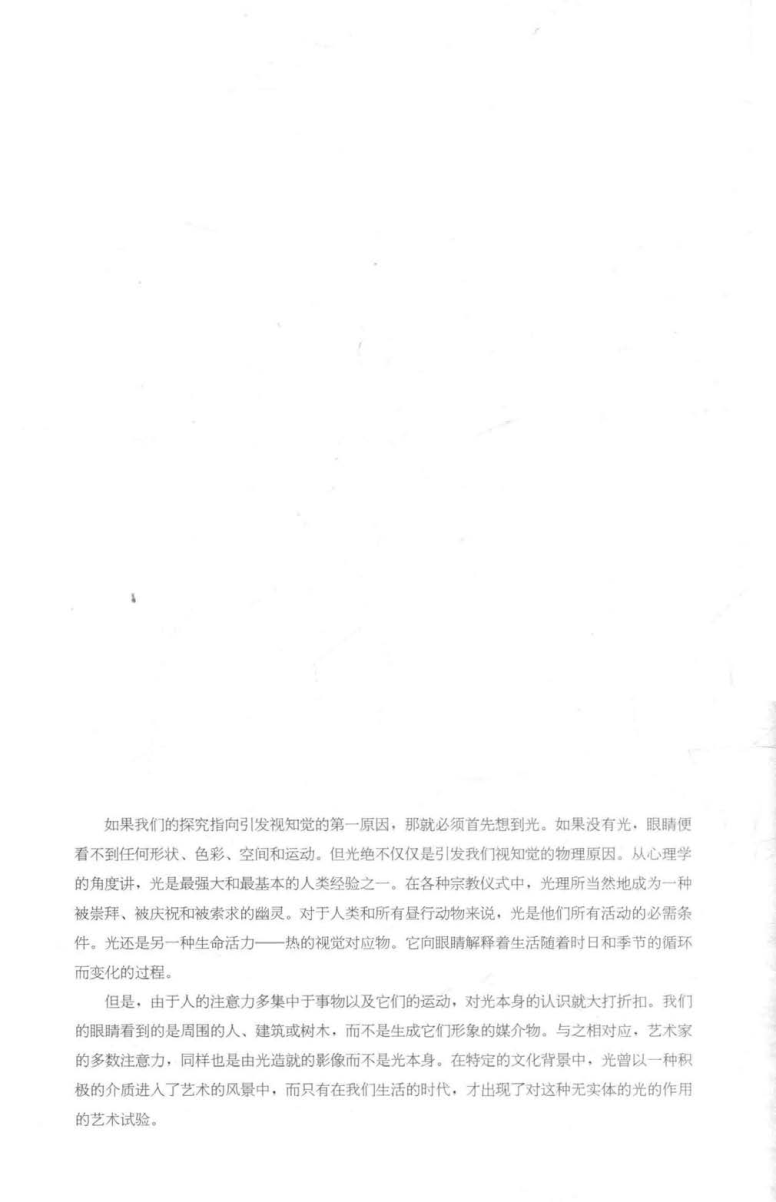 如果我们的探究指向引发视知觉的第一原因，那就必须首先想到光。如果没有光，眼睛便
看不到任何形状、色彩、空间和运动。但光绝不仅仅是引发我们视知觉的物理原因。从心理学
的角度讲，光是最强大和最基本的人类经验之一。在各种宗教仪式中，光理所当然地成为一种
被崇拜、被庆祝和被索求的幽灵。对于人类和所有昼行动物来说，光是他们所有活动的必需条
件。光还是另一种生命活力——热的视觉对应物。它向眼睛解释着生活随着时日和季节的循环
而变化的过程。
但是，由于人的注意力多集中于事物以及它们的运动，对光本身的认识就大打折扣。我们
的眼睛看到的是周围的人、建筑或树木，而不是生成它们形象的媒介物。与之相对应，艺术家
的多数注意力，同样也是由光造就的影像而不是光本身。在特定的文化背景中，光曾以一种积
极的介质进入了艺术的风景中，而只有在我们生活的时代，才出现了对这种无实体的光的作用
的艺术试验。